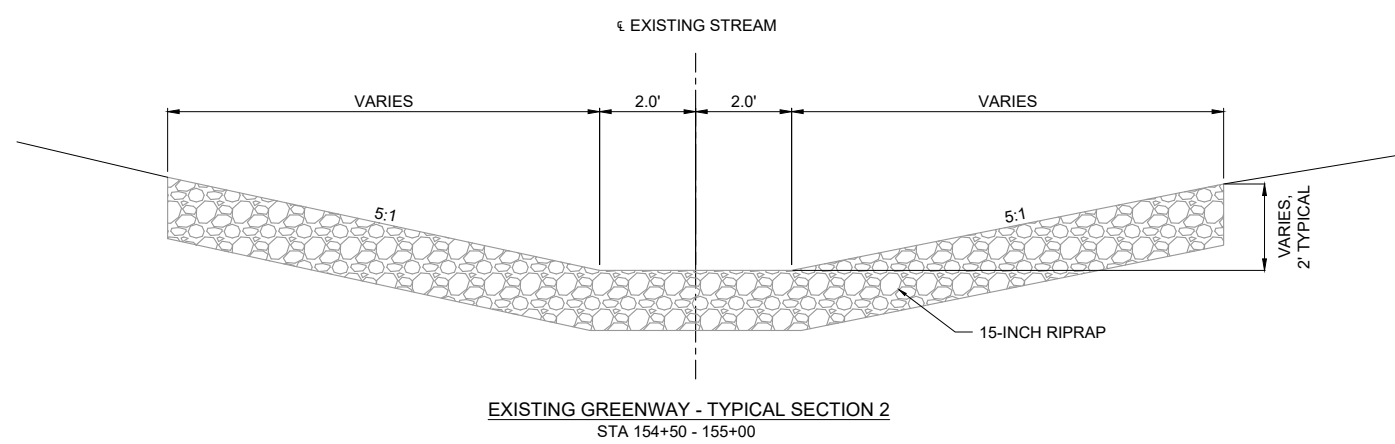 ℄ EXISTING STREAM
VARIES
2.0'
2.0'
VARIES
5:1
5:1
VARIES,
2' TYPICAL
15-INCH RIPRAP
EXISTING GREENWAY - TYPICAL SECTION 2
STA 154+50 - 155+00